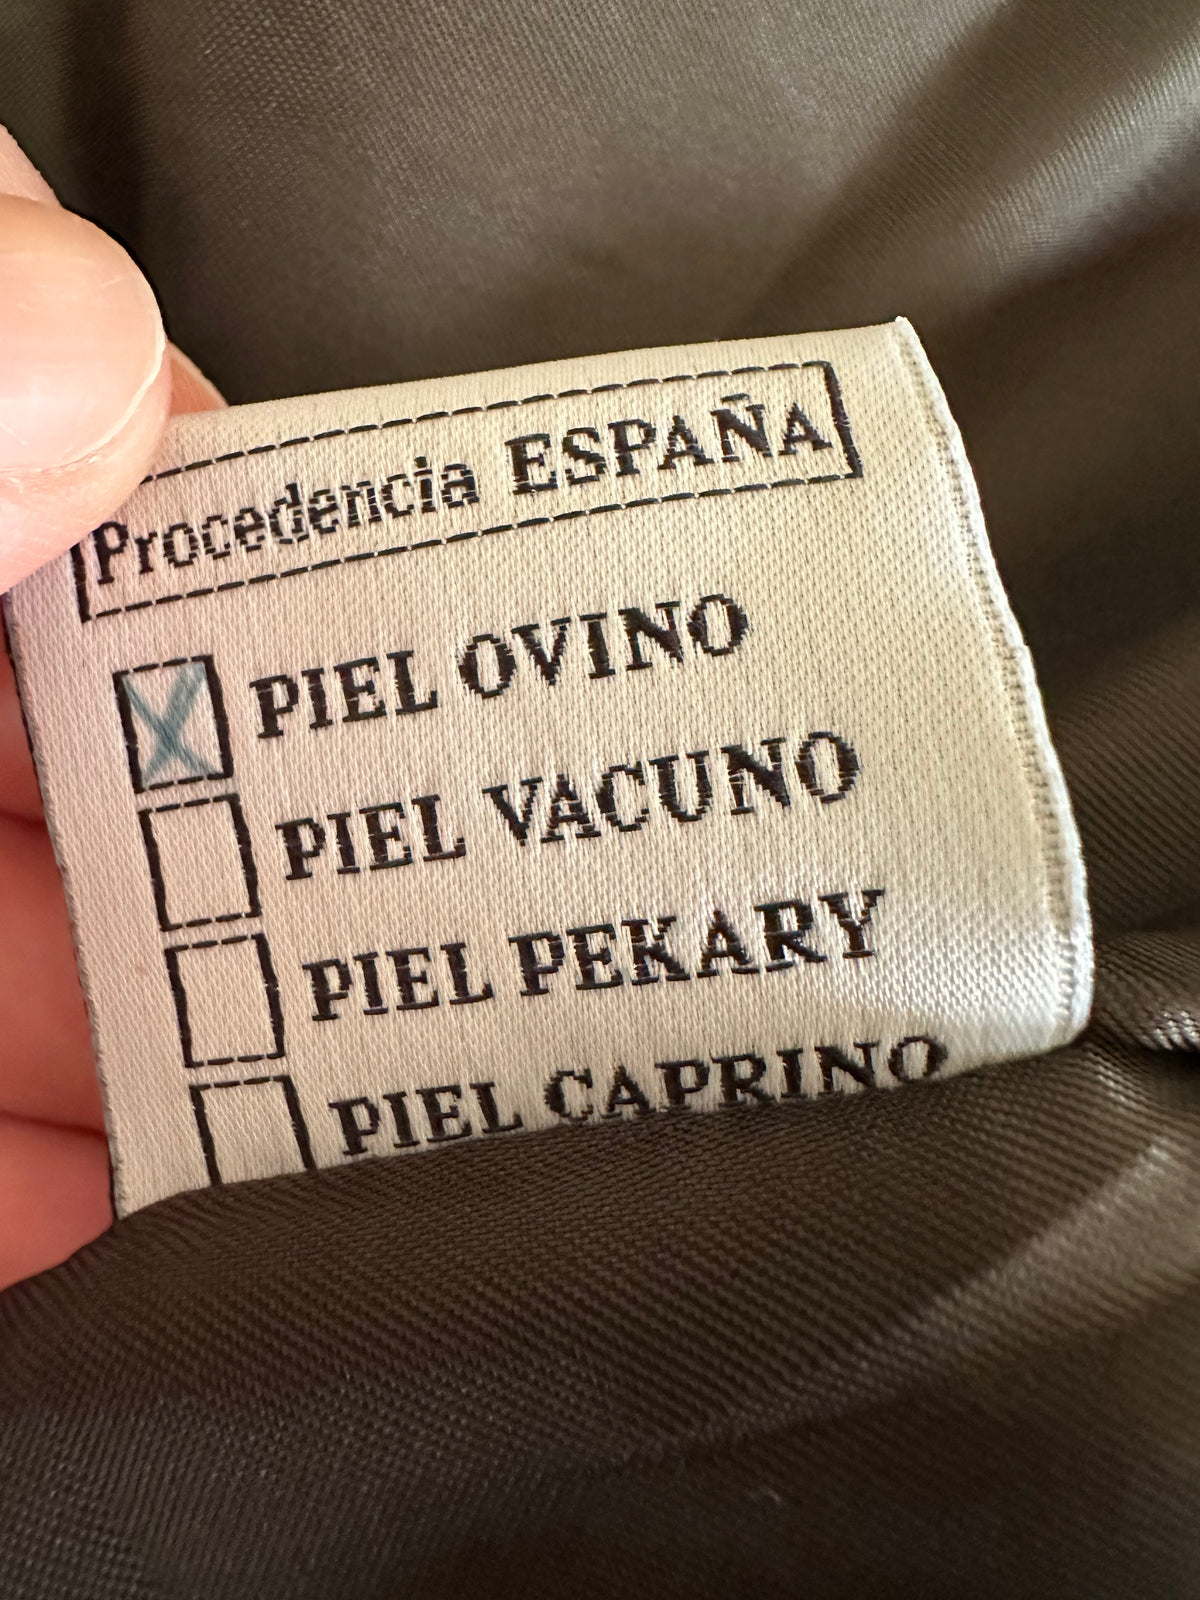 Procedencia ESPAÑA
X PIEL OVINO
PIEL VACUNO
PIEL PEKARY
PIEL CAPRINO